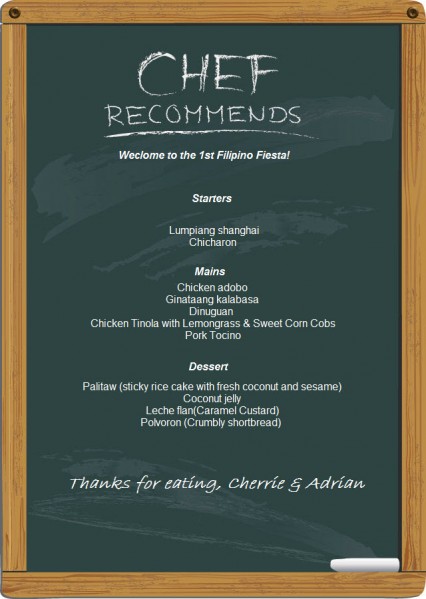 CHEF
RECOMMENDS
Weclome to the 1st Filipino Fiesta!
Starters
Lumpiang shanghai
Chicharon
Mains
Chicken adobo
Ginataang kalabasa
Dinuguan
Chicken Tinola with Lemongrass & Sweet Corn Cobs
Pork Tocino
Dessert
Palitaw (sticky rice cake with fresh coconut and sesame)
Coconut jelly
Leche flan(Caramel Custard)
Polvoron (Crumbly shortbread)
Thanks for eating, Cherrie & Adrian